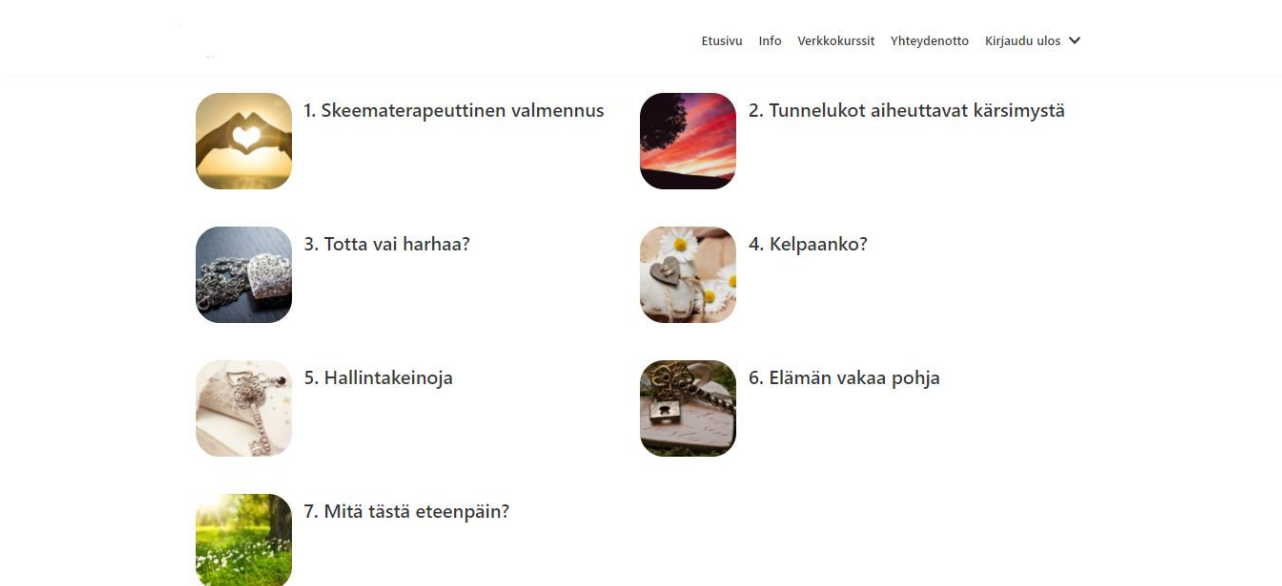 Etusivu Info Verkkokurssit Yhteydenotto Kirjaudu ulos
1. Skeematerapeuttinen valmennus
2. Tunnelukot aiheuttavat kärsimystä
3. Totta vai harhaa?
4. Kelpaanko?
5. Hallintakeinoja
6. Elämän vakaa pohja
7. Mitä tästä eteenpäin?